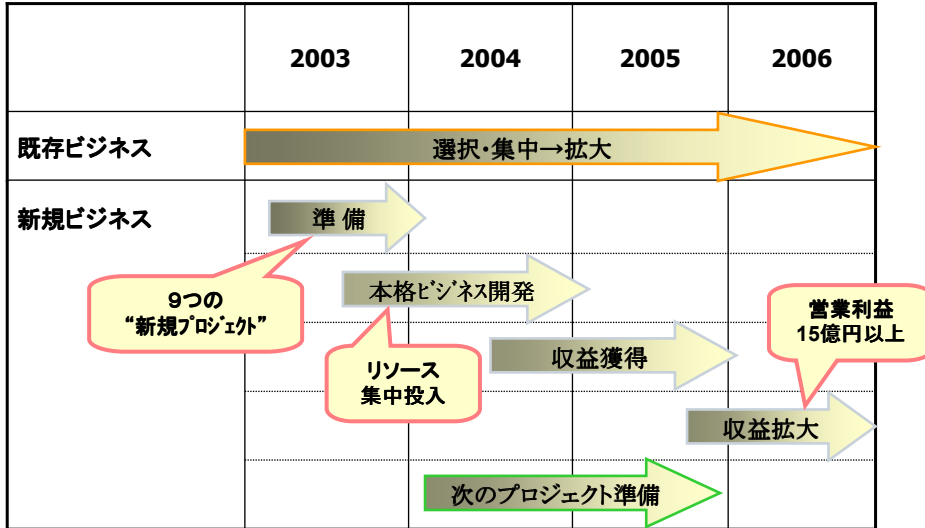 2003 2004 2005 2006
既存ビジネス
選択・集中→拡大
新規ビジネス
準 備
9つの
“新規プロジェクト”
本格ビジネス開発
リソース
集中投入
営業利益
15億円以上
収益獲得
収益拡大
次のプロジェクト準備